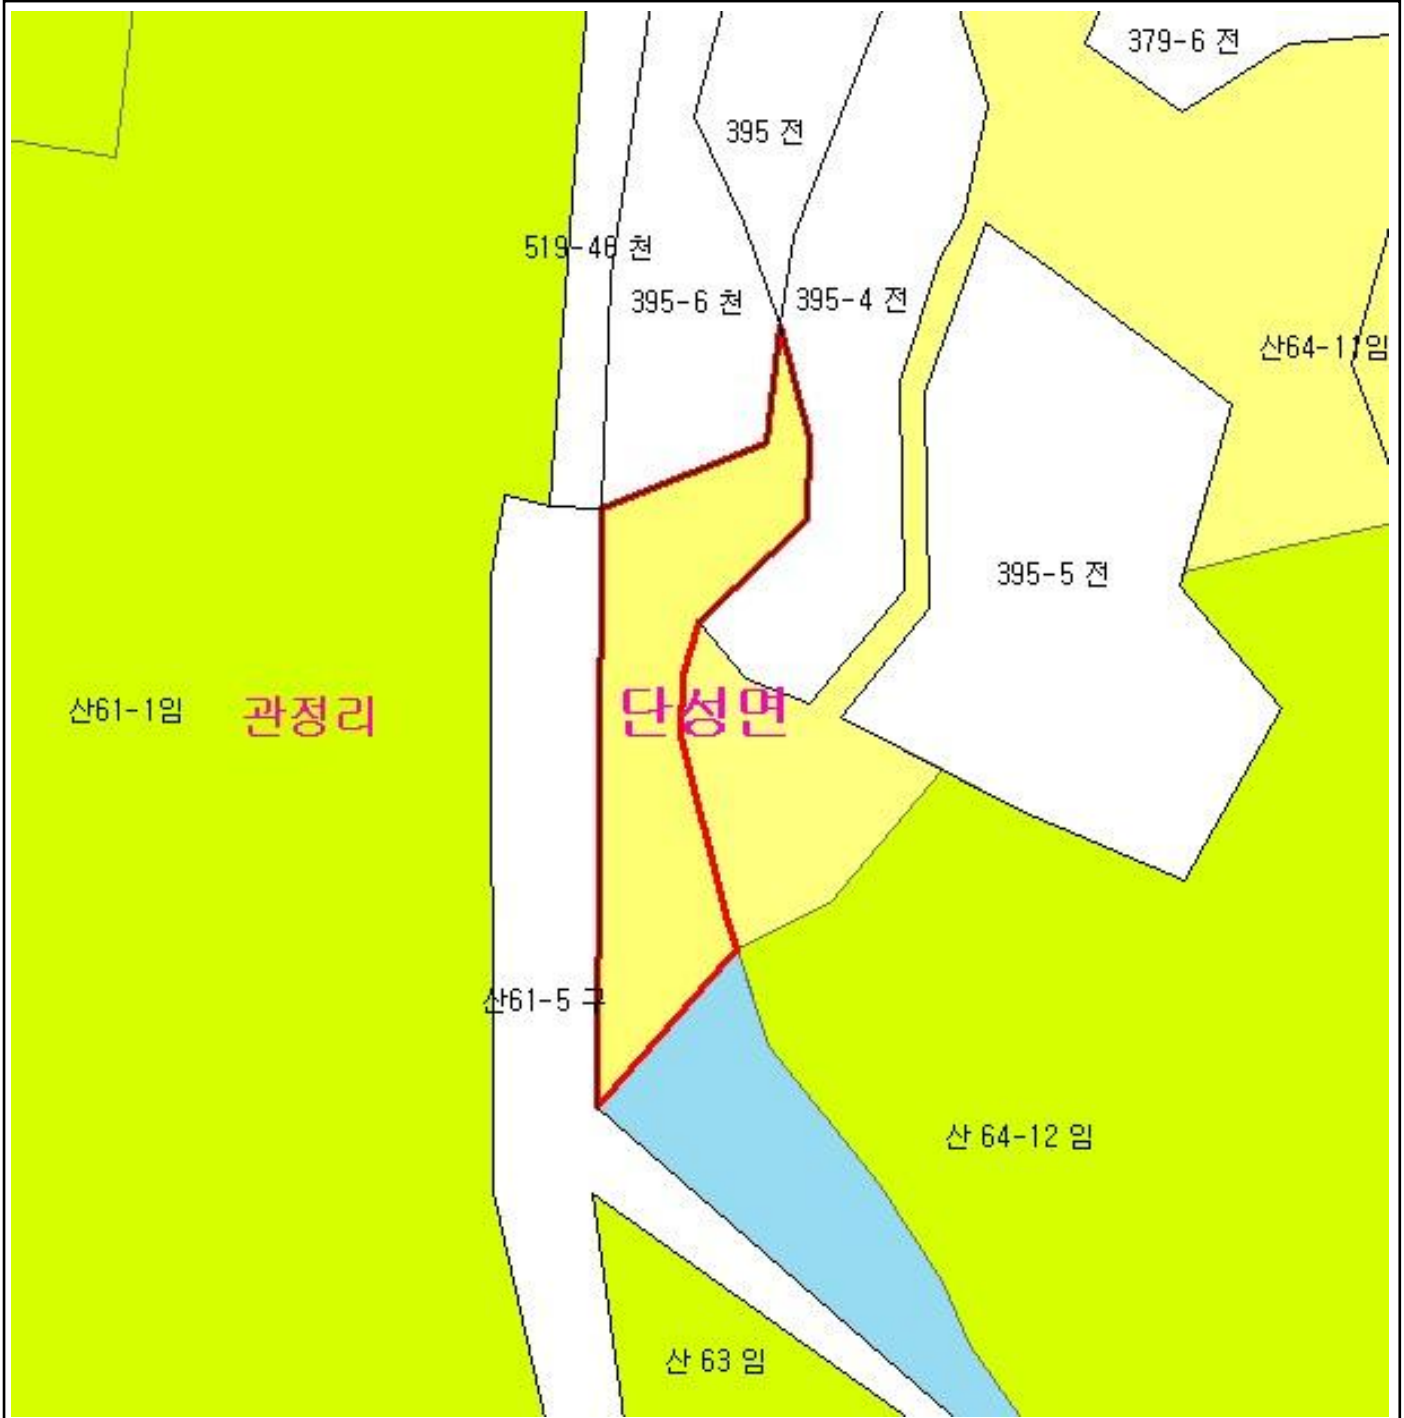 379-6 전
395 전
519-46 천
395-6 천
395-4 전
산64-11임
395-5 전
산61-1임
관정리
단성면
산61-5 구
산 64-12 임
산 63 임